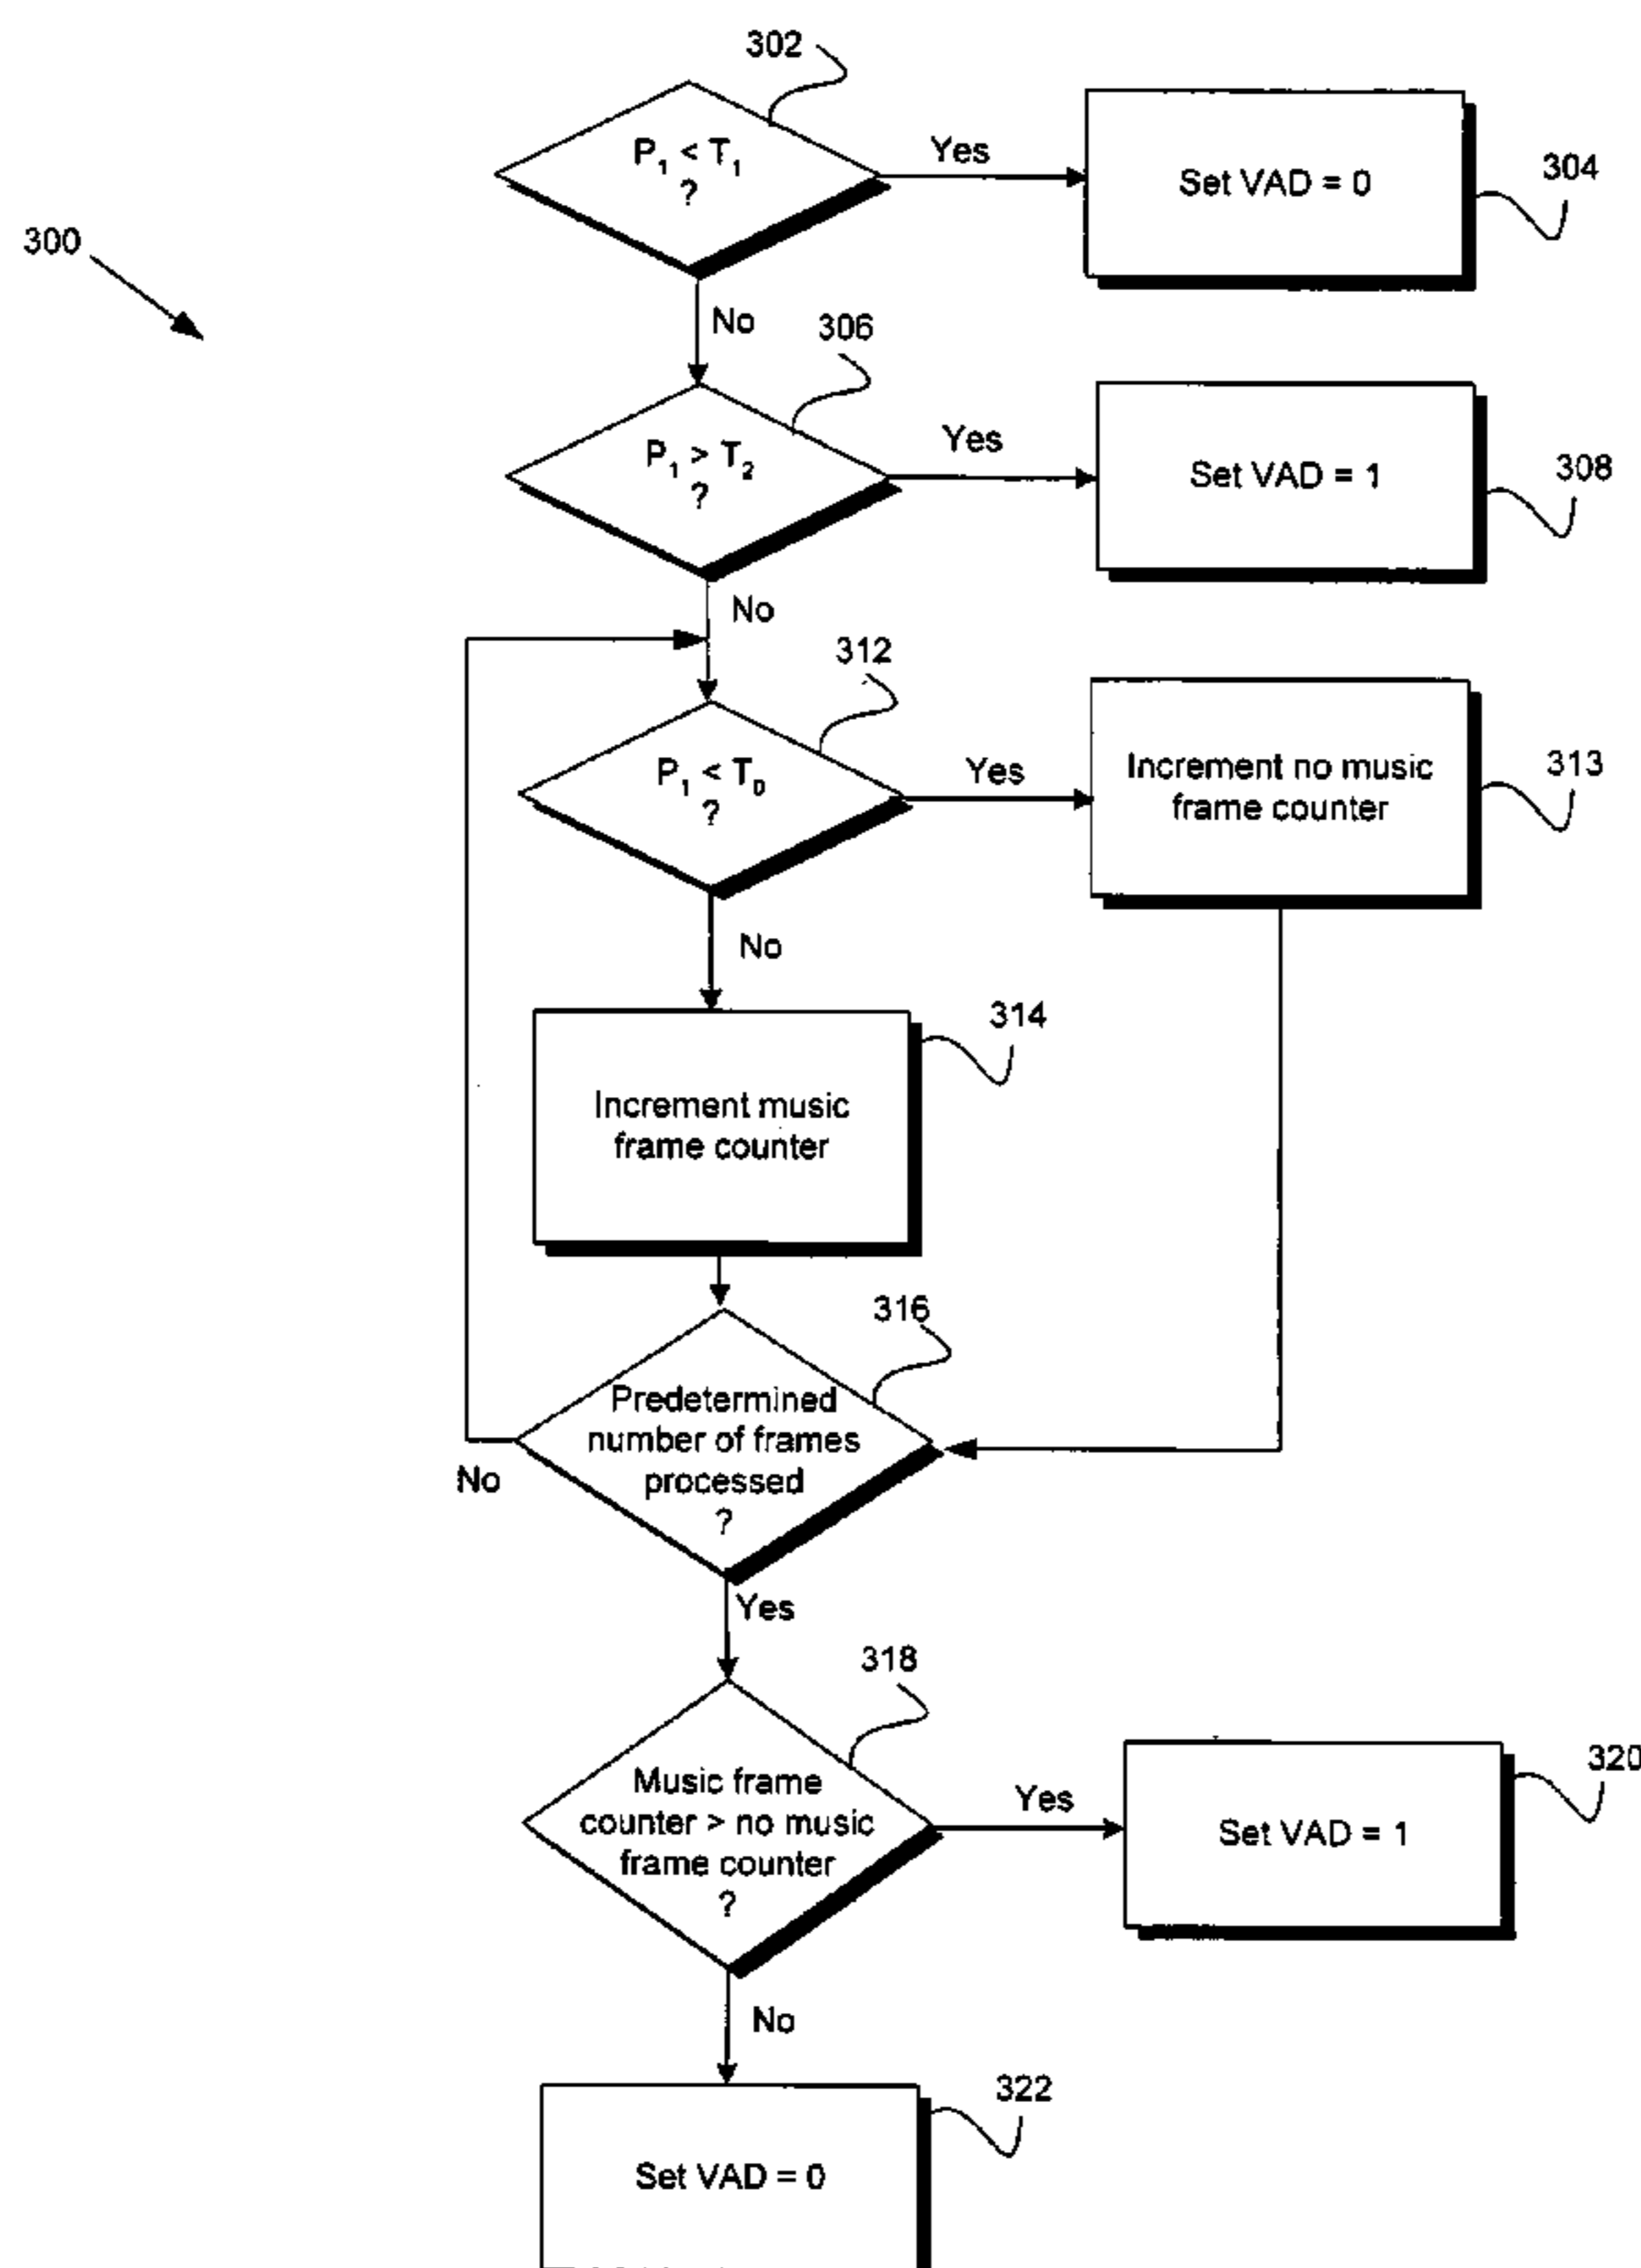 302
P₁ < T₁
?
Yes
Set VAD = 0
304
300
No
306
P₁ > T₂
?
Yes
Set VAD = 1
308
No
312
P₁ < T₀
?
Yes
Increment no music
frame counter
313
No
314
Increment music
frame counter
316
Predetermined
number of frames
processed
?
No
Yes
318
Music frame
counter > no music
frame counter
?
Yes
Set VAD = 1
320
No
322
Set VAD = 0